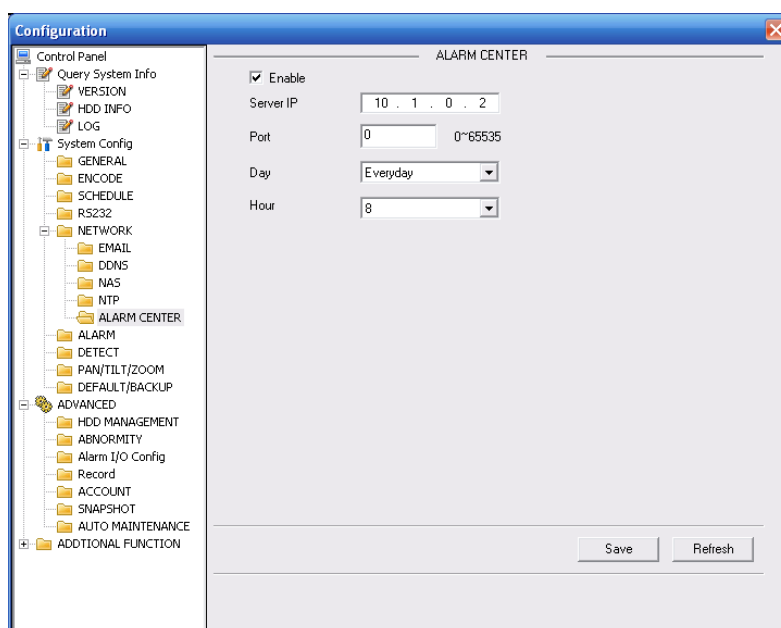 Configuration
Control Panel
Query System Info
VERSION
HDD INFO
LOG
System Config
GENERAL
ENCODE
SCHEDULE
RS232
NETWORK
EMAIL
DDNS
NAS
NTP
ALARM CENTER
ALARM
DETECT
PAN/TILT/ZOOM
DEFAULT/BACKUP
ADVANCED
HDD MANAGEMENT
ABNORMITY
Alarm I/O Config
Record
ACCOUNT
SNAPSHOT
AUTO MAINTENANCE
ADDTIONAL FUNCTION
ALARM CENTER
Enable
Server IP 10 . 1 . 0 . 2
Port 0 0~65535
Day Everyday
Hour 8
Save Refresh